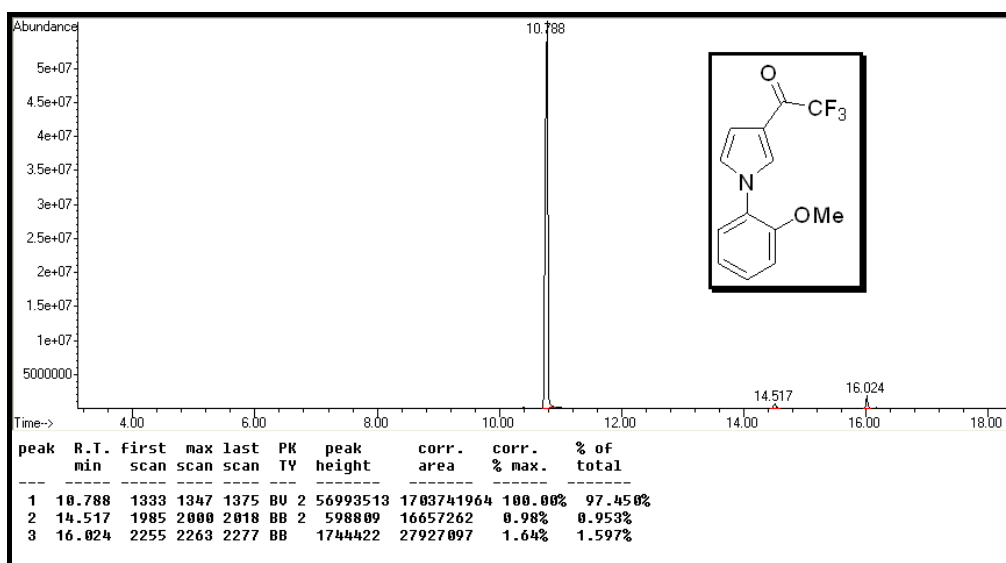 Abundance
10.788
5e+07
4.5e+07
4e+07
3.5e+07
3e+07
2.5e+07
2e+07
1.5e+07
1e+07
5000000
O
CF3
N
OMe
14.517
16.024
Time--> 4.00 6.00 8.00 10.00 12.00 14.00 16.00 18.00
peak R.T. first max last PK peak corr. corr. % of
min scan scan scan TY height area % max. total
--- ----- ----- ---- ---- --- ------- ------- ------ -------
1 10.788 1333 1347 1375 BV 2 56993513 1703741964 100.00% 97.450%
2 14.517 1985 2000 2018 BB 2 598809 16657262 0.98% 0.953%
3 16.024 2255 2263 2277 BB 1744422 27927097 1.64% 1.597%